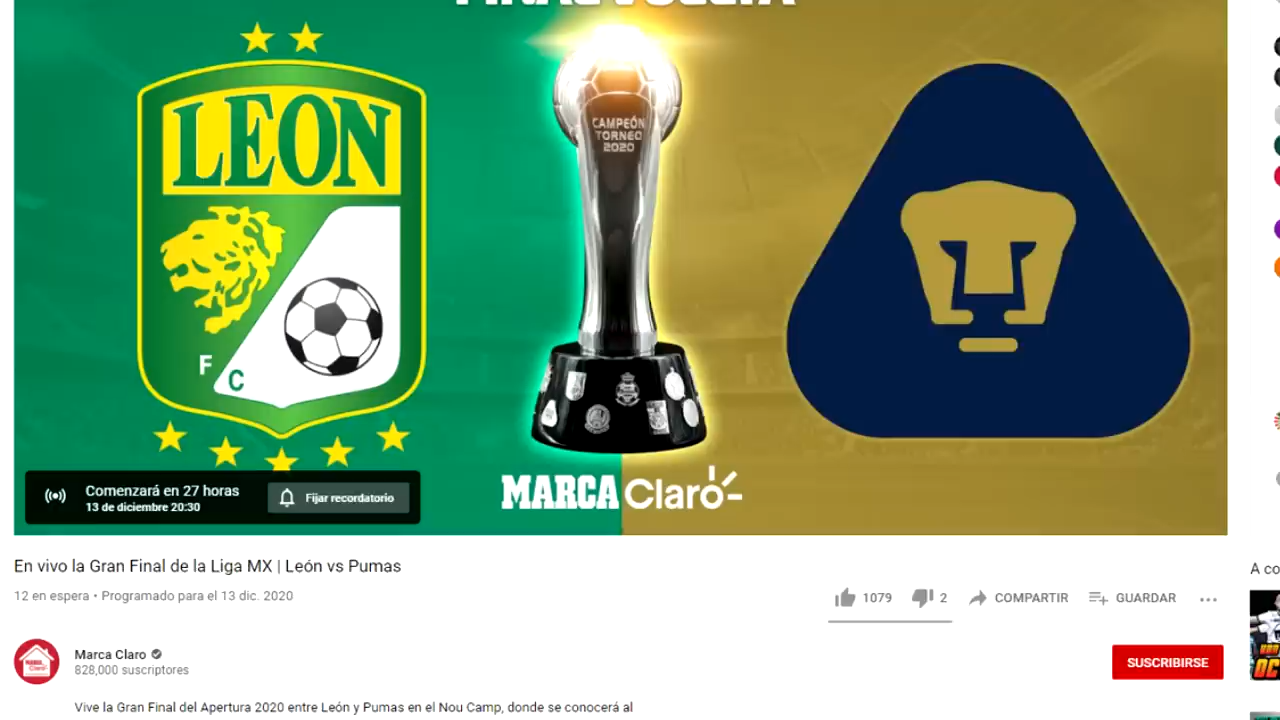 FINAL VUELTA
LEON
F
C
CAMPEÓN
TORNEO
2020
MARCA Claro
Comenzará en 27 horas
13 de diciembre 20:30
Fijar recordatorio
En vivo la Gran Final de la Liga MX | León vs Pumas
12 en espera • Programado para el 13 dic. 2020
1079
2
COMPARTIR
GUARDAR
Marca Claro
828,000 suscriptores
SUSCRIBIRSE
Vive la Gran Final del Apertura 2020 entre León y Pumas en el Nou Camp, donde se conocerá al
A co
OC